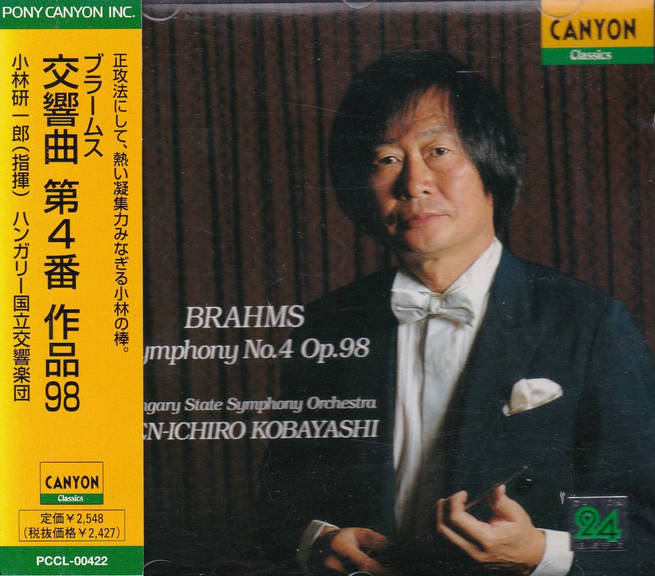 PONY CANYON INC.
正攻法にして、熱い凝集力みなぎる小林の棒。
ブラームス
交響曲 第4番 作品98
小林研一郎(指揮) ハンガリー国立交響楽団
CANYON
Classics
定価¥2,548
(税抜価格¥2,427)
PCCL-00422
CANYON
Classics
BRAHMS
ymphony No.4 Op.98
ngary State Symphony Orchestra
EN-ICHIRO KOBAYASHI
24